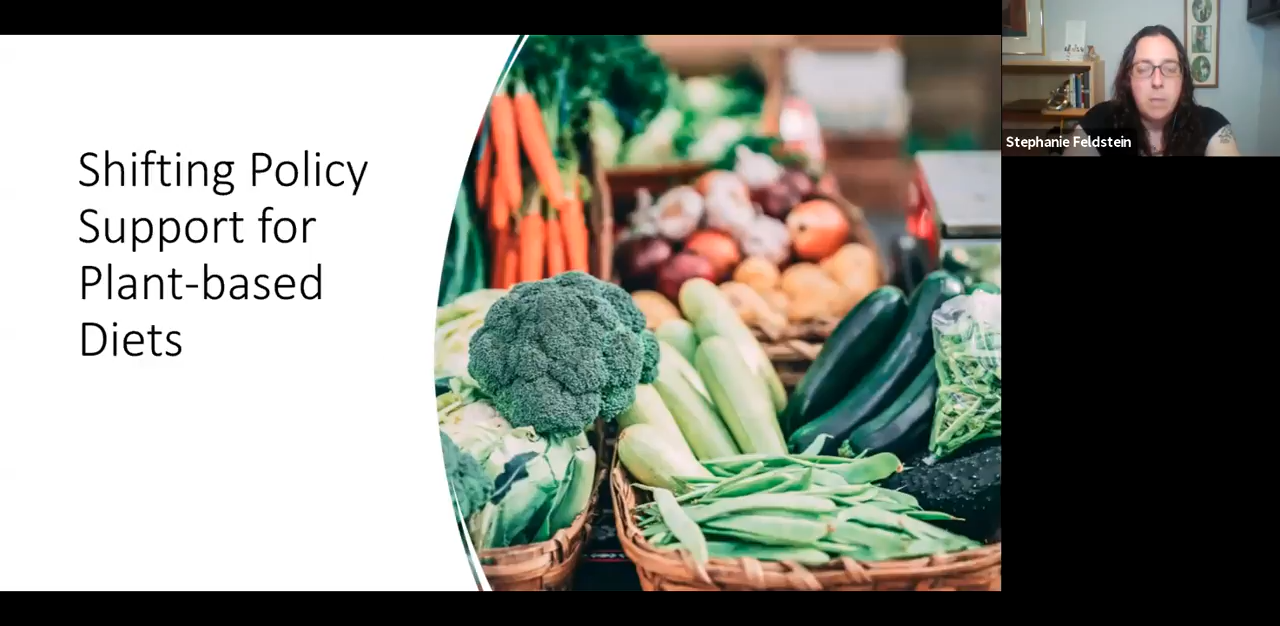 Shifting Policy
Support for
Plant-based
Diets
Stephanie Feldstein